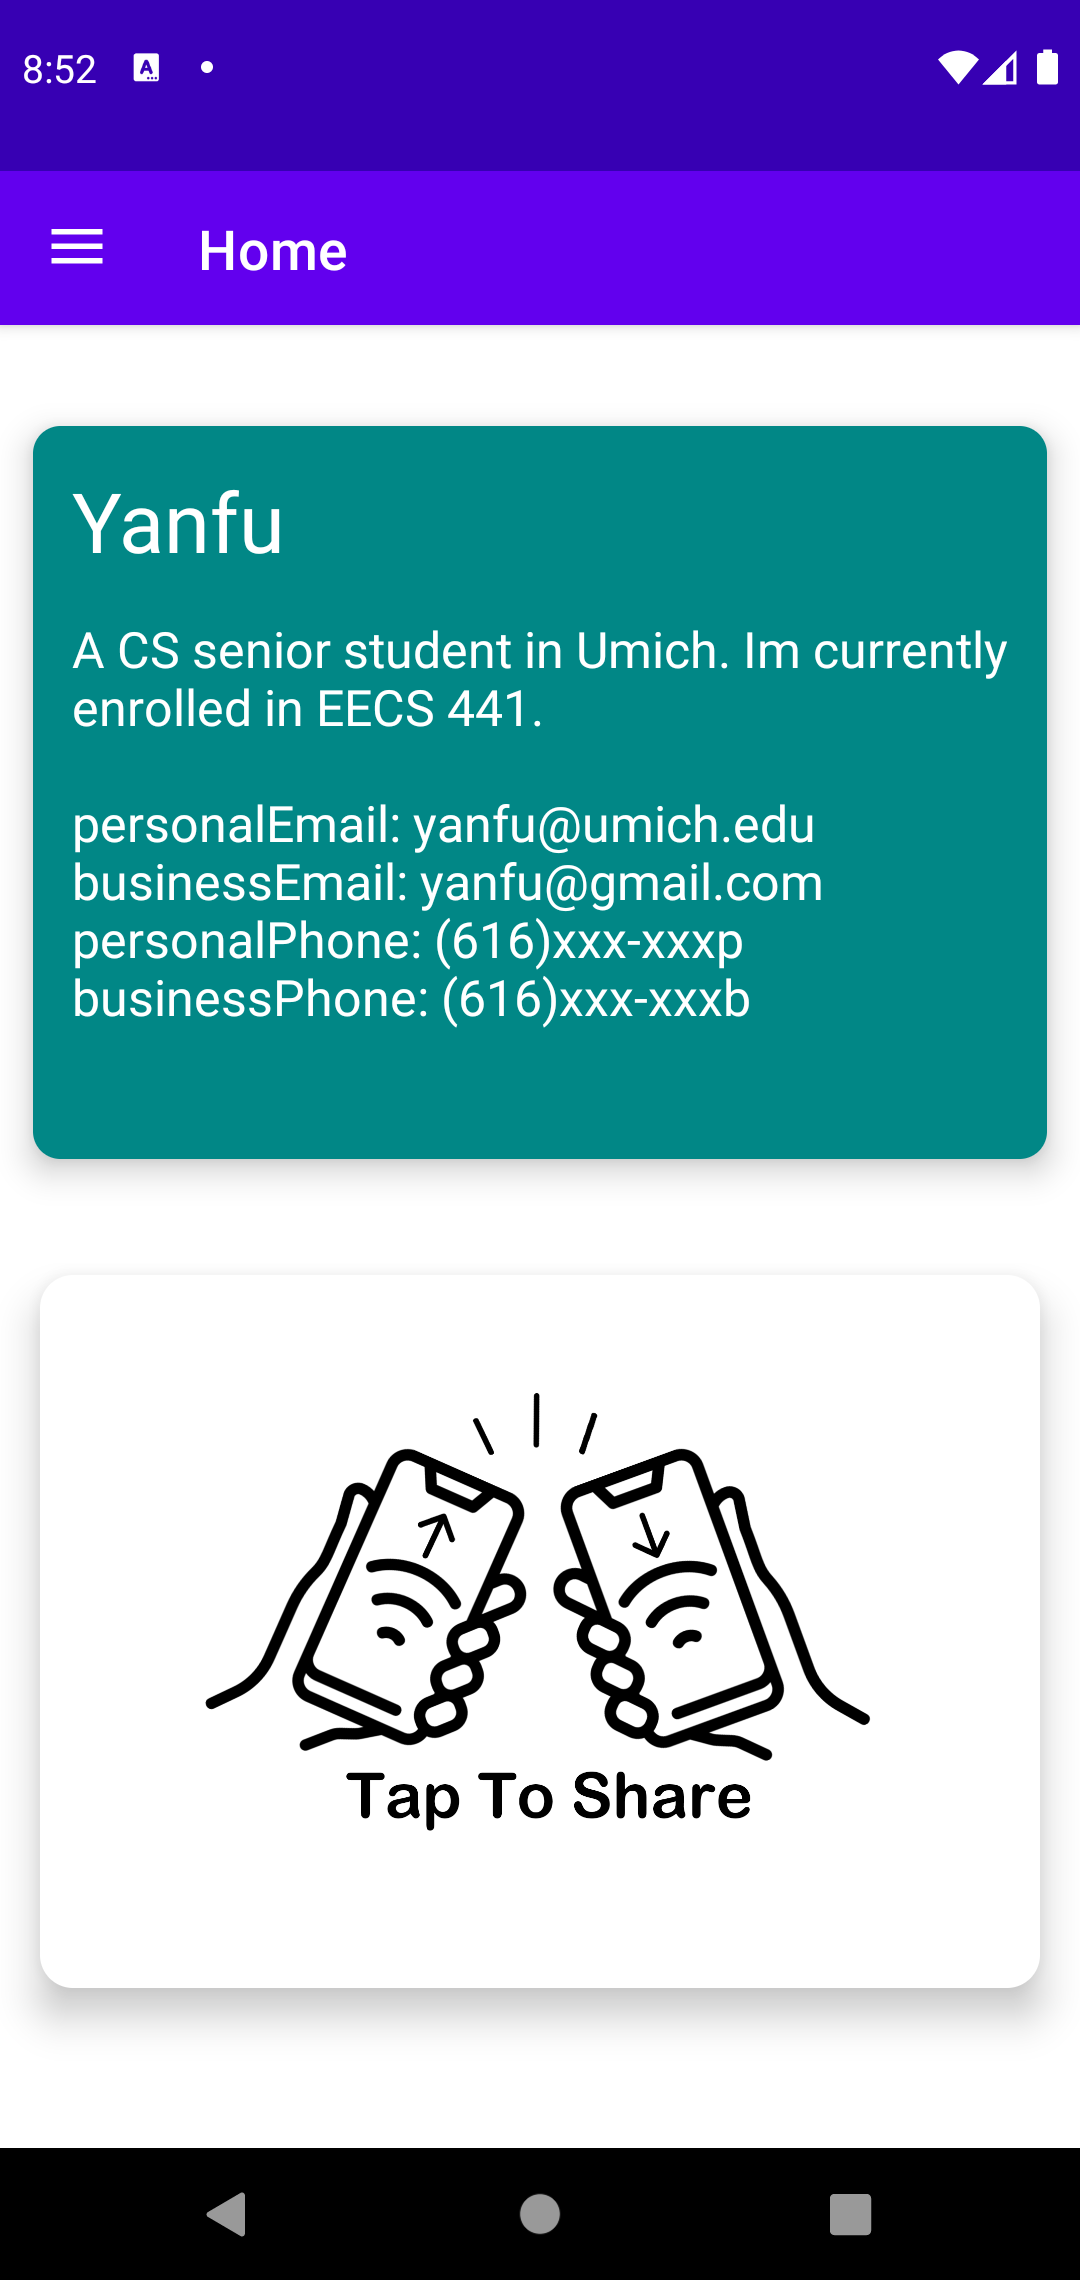 8:52
A
Home
Yanfu
A CS senior student in Umich. Im currently
enrolled in EECS 441.
personalEmail: yanfu@umich.edu
businessEmail: yanfu@gmail.com
personalPhone: (616)xxx-xxxp
businessPhone: (616)xxx-xxxb
Tap To Share